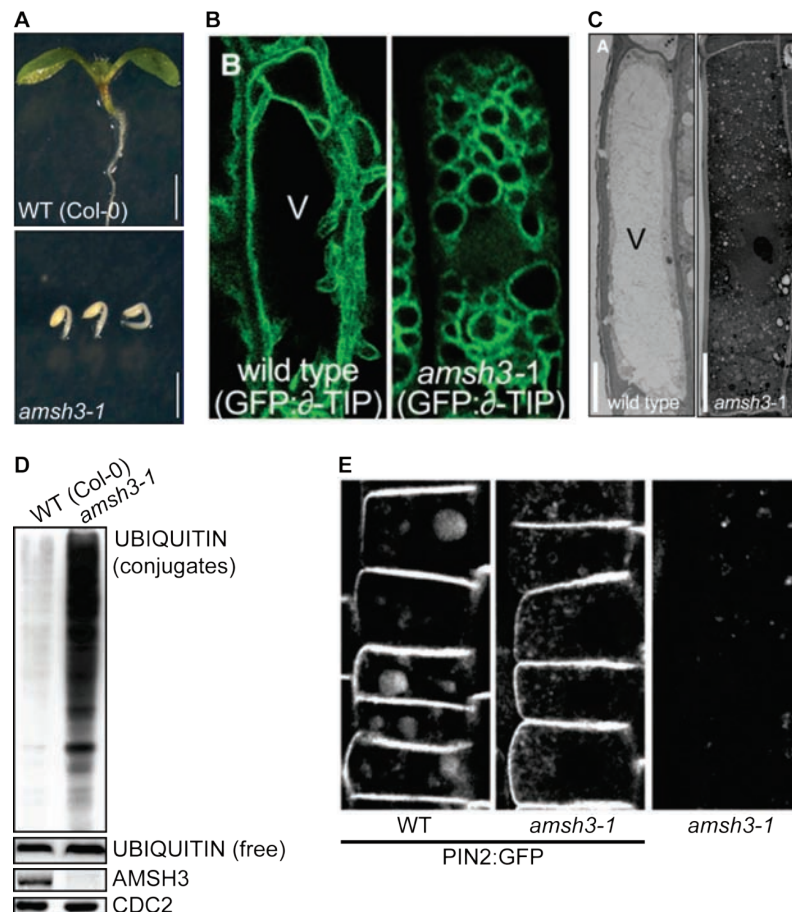 A
WT (Col-0)
amsh3-1
B
B
V
wild type
(GFP:∂-TIP)
amsh3-1
(GFP:∂-TIP)
C
A
V
wild type
amsh3-1
D
WT (Col-0)
amsh3-1
UBIQUITIN
(conjugates)
UBIQUITIN (free)
AMSH3
CDC2
E
WT
amsh3-1
amsh3-1
PIN2:GFP